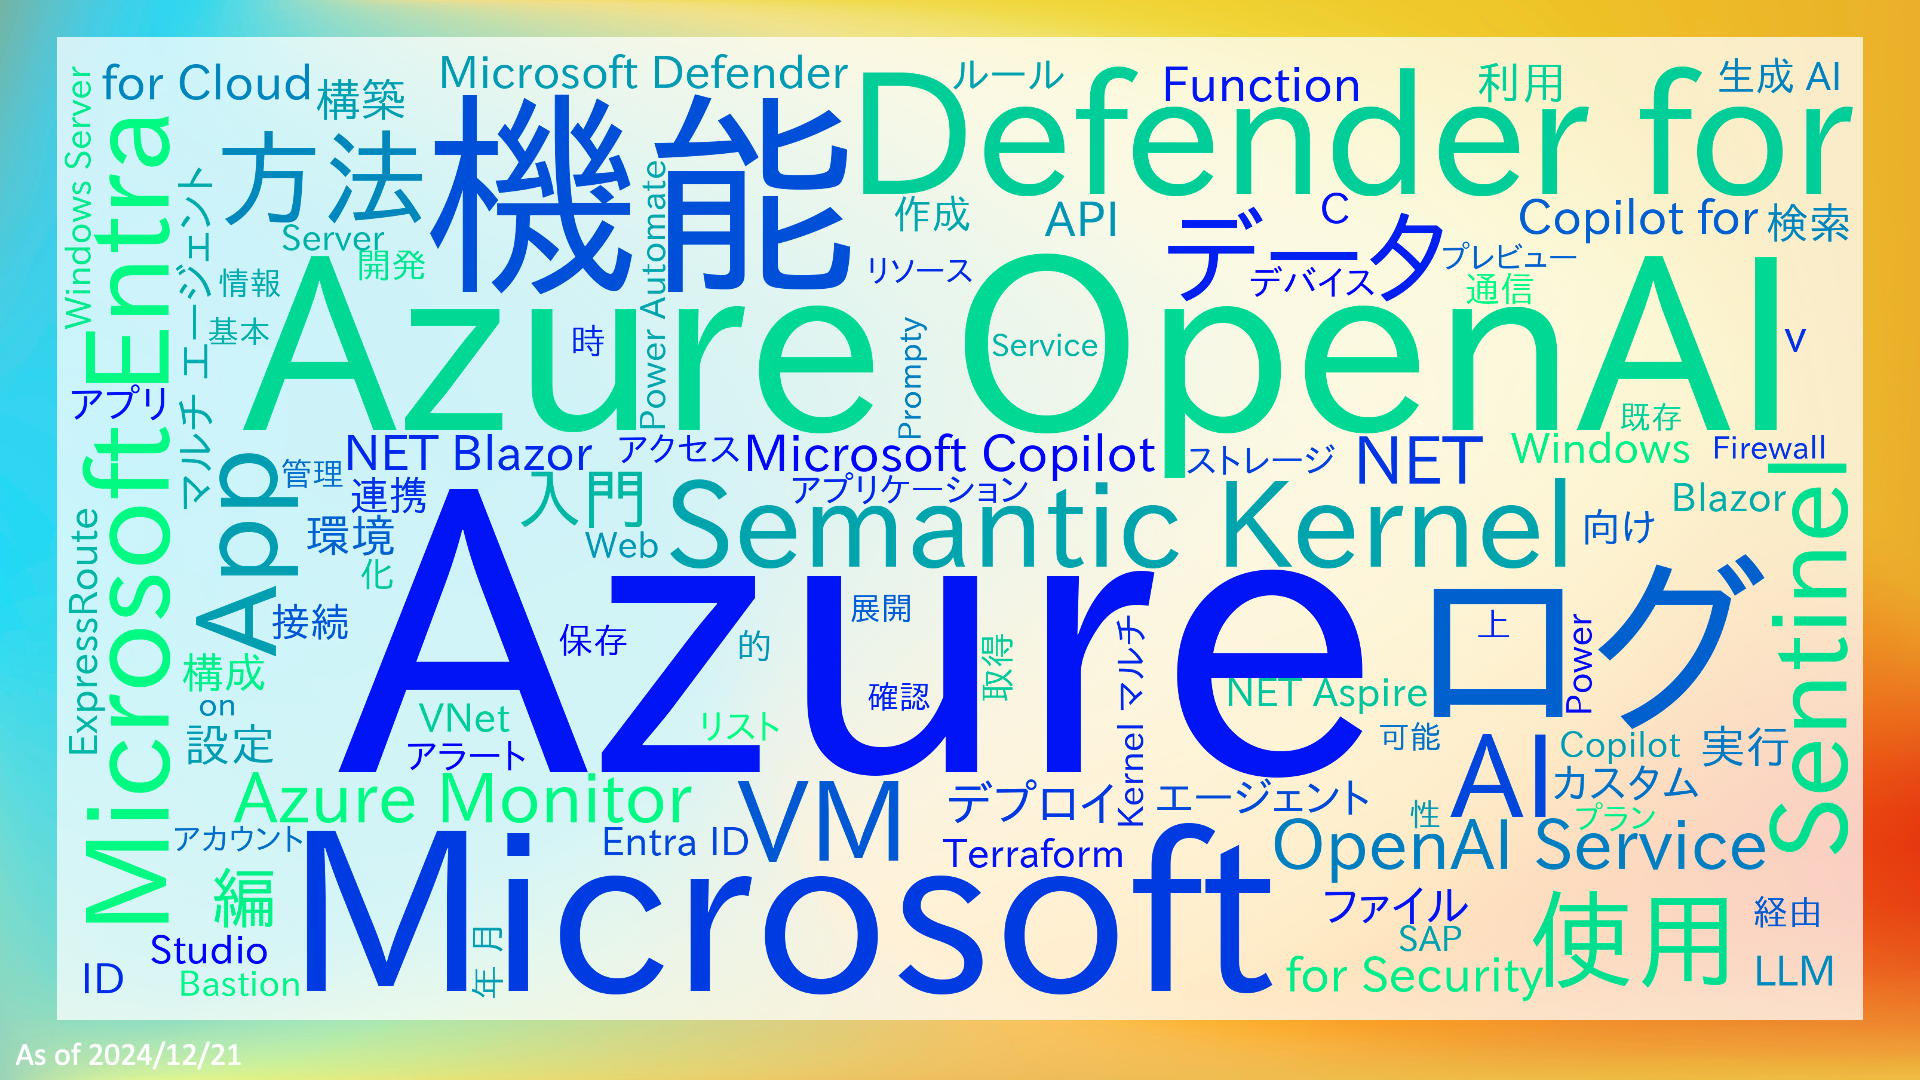 for Cloud
構築
Microsoft Defender
Defender for
ルール
Function
利用
生成 AI
Windows Server
Microsoft Entra
方法
機能
マルチ エージェント
Server
開発
情報
基本
Power Automate
作成
API
データ
C
Copilot for
検索
リソース
デバイス
プレビュー
通信
Azure OpenAI
時
Prompty
Service
v
既存
アプリ
App
管理
NET Blazor
アクセス
Microsoft Copilot
ストレージ
NET
Windows
Firewall
連携
入門
アプリケーション
Semantic Kernel
Blazor
Sentinel
環境
Web
向け
化
ExpressRoute
接続
Azure
保存
的
展開
確認
取得
Kernel マルチ
ログ
上
Power
構成
on
設定
VNet
アラート
リスト
NET Aspire
可能
AI
Copilot
実行
カスタム
Azure Monitor
VM
デプロイ
エージェント
性
プラン
アカウント
Entra ID
Terraform
OpenAI Service
Microsoft
編
年 月
ファイル
SAP
使用
経由
Studio
ID
Bastion
for Security
LLM
As of 2024/12/21